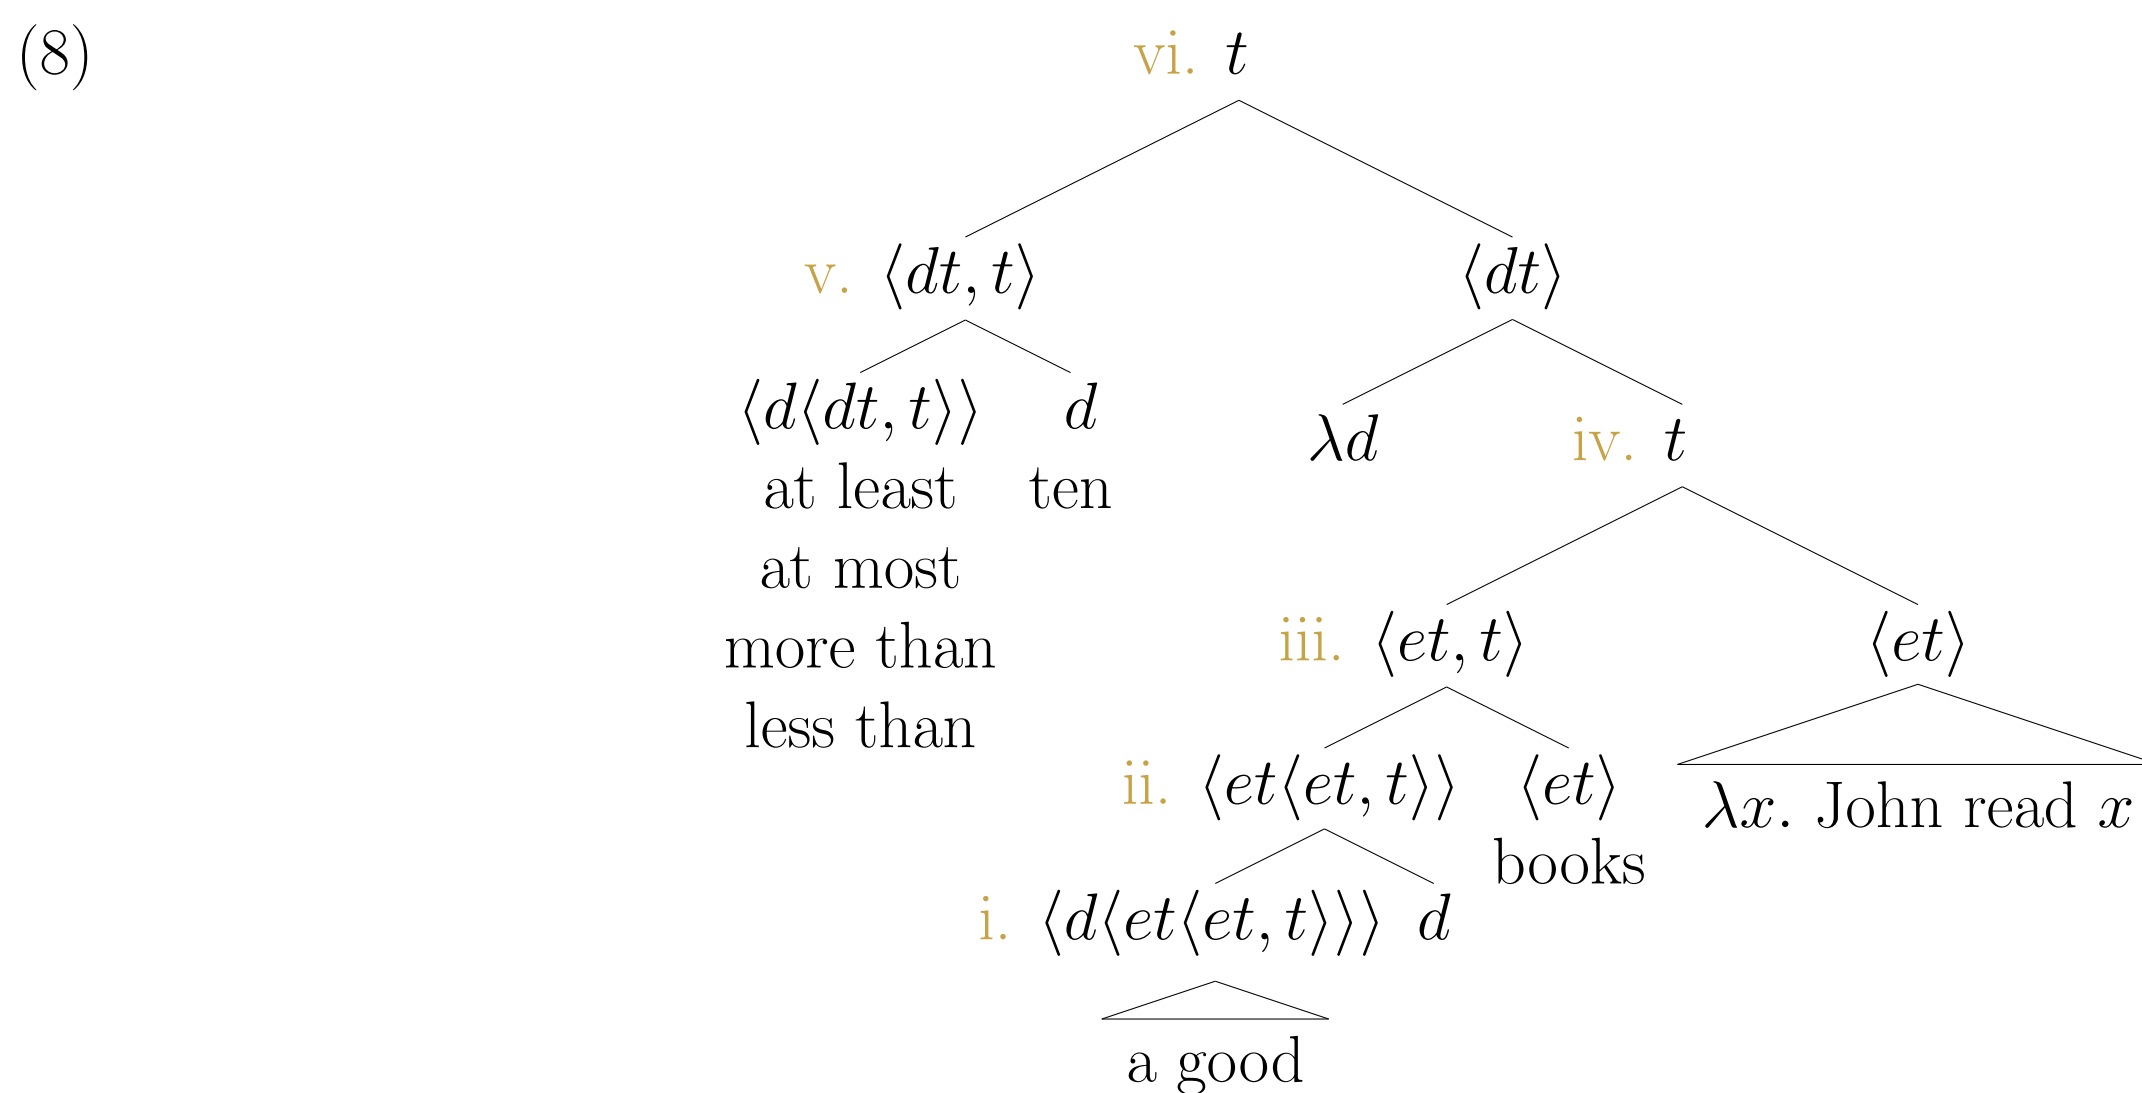 (8) vi. t
v. ⟨dt, t⟩ ⟨dt⟩
⟨d⟨dt, t⟩⟩ d λd iv. t
at least ten
at most
more than iii. ⟨et, t⟩ ⟨et⟩
less than
ii. ⟨et⟨et, t⟩⟩ ⟨et⟩ λx. John read x
books
i. ⟨d⟨et⟨et, t⟩⟩⟩ d
a good